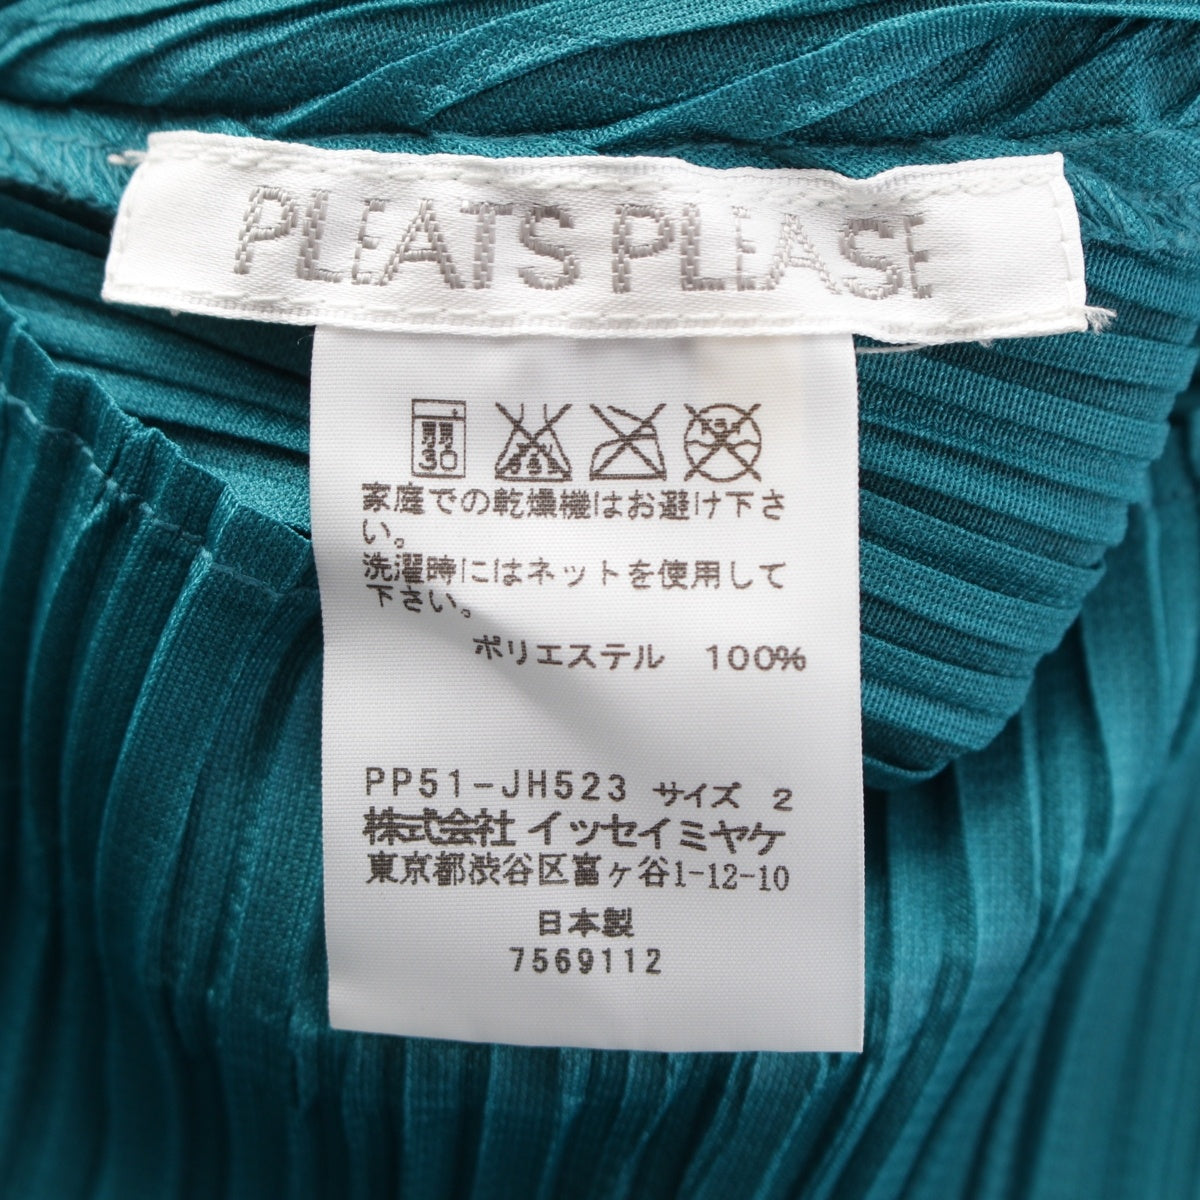 PLEATS PLEASE
弱
30
家庭での乾燥機はお避け下さ
い。
洗濯時にはネットを使用して
下さい。
ポリエステル 100%
PP51-JH523 サイズ 2
株式会社 イッセイミヤケ
東京都渋谷区富ヶ谷1-12-10
日本製
7569112